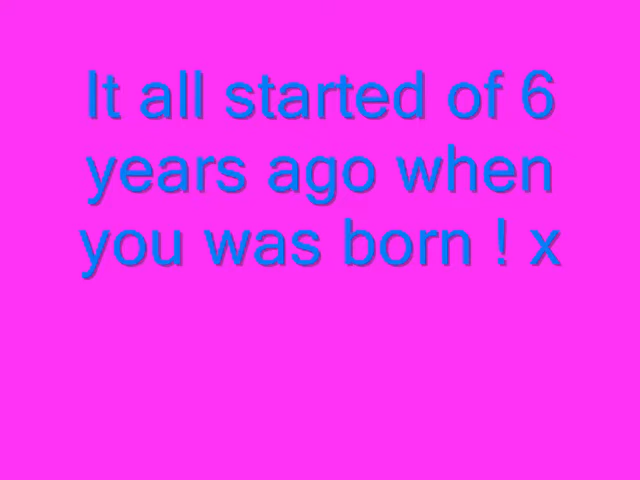 It all started of 6
years ago when
you was born ! x